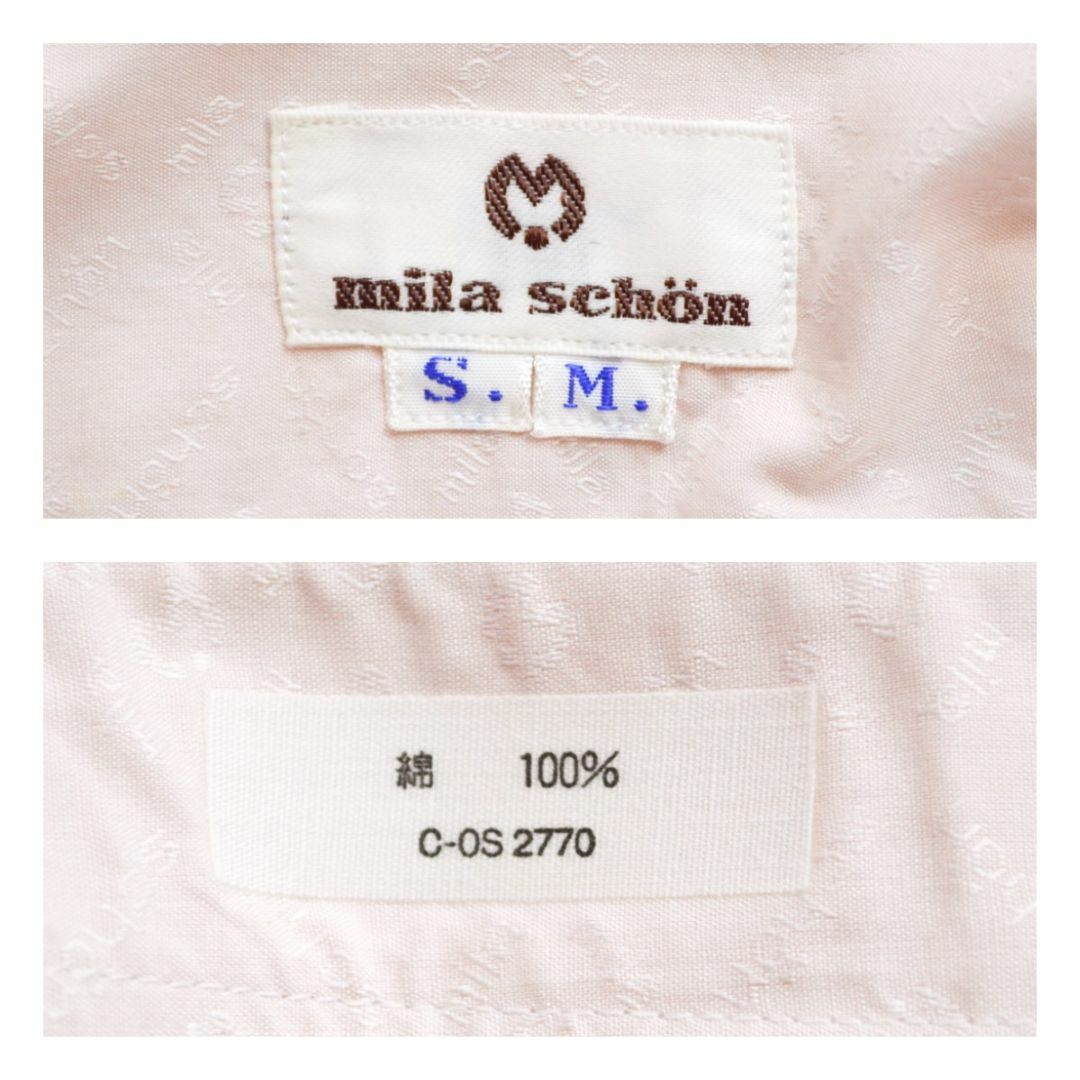 mila schön
S. M.
綿 100%
C-OS 2770